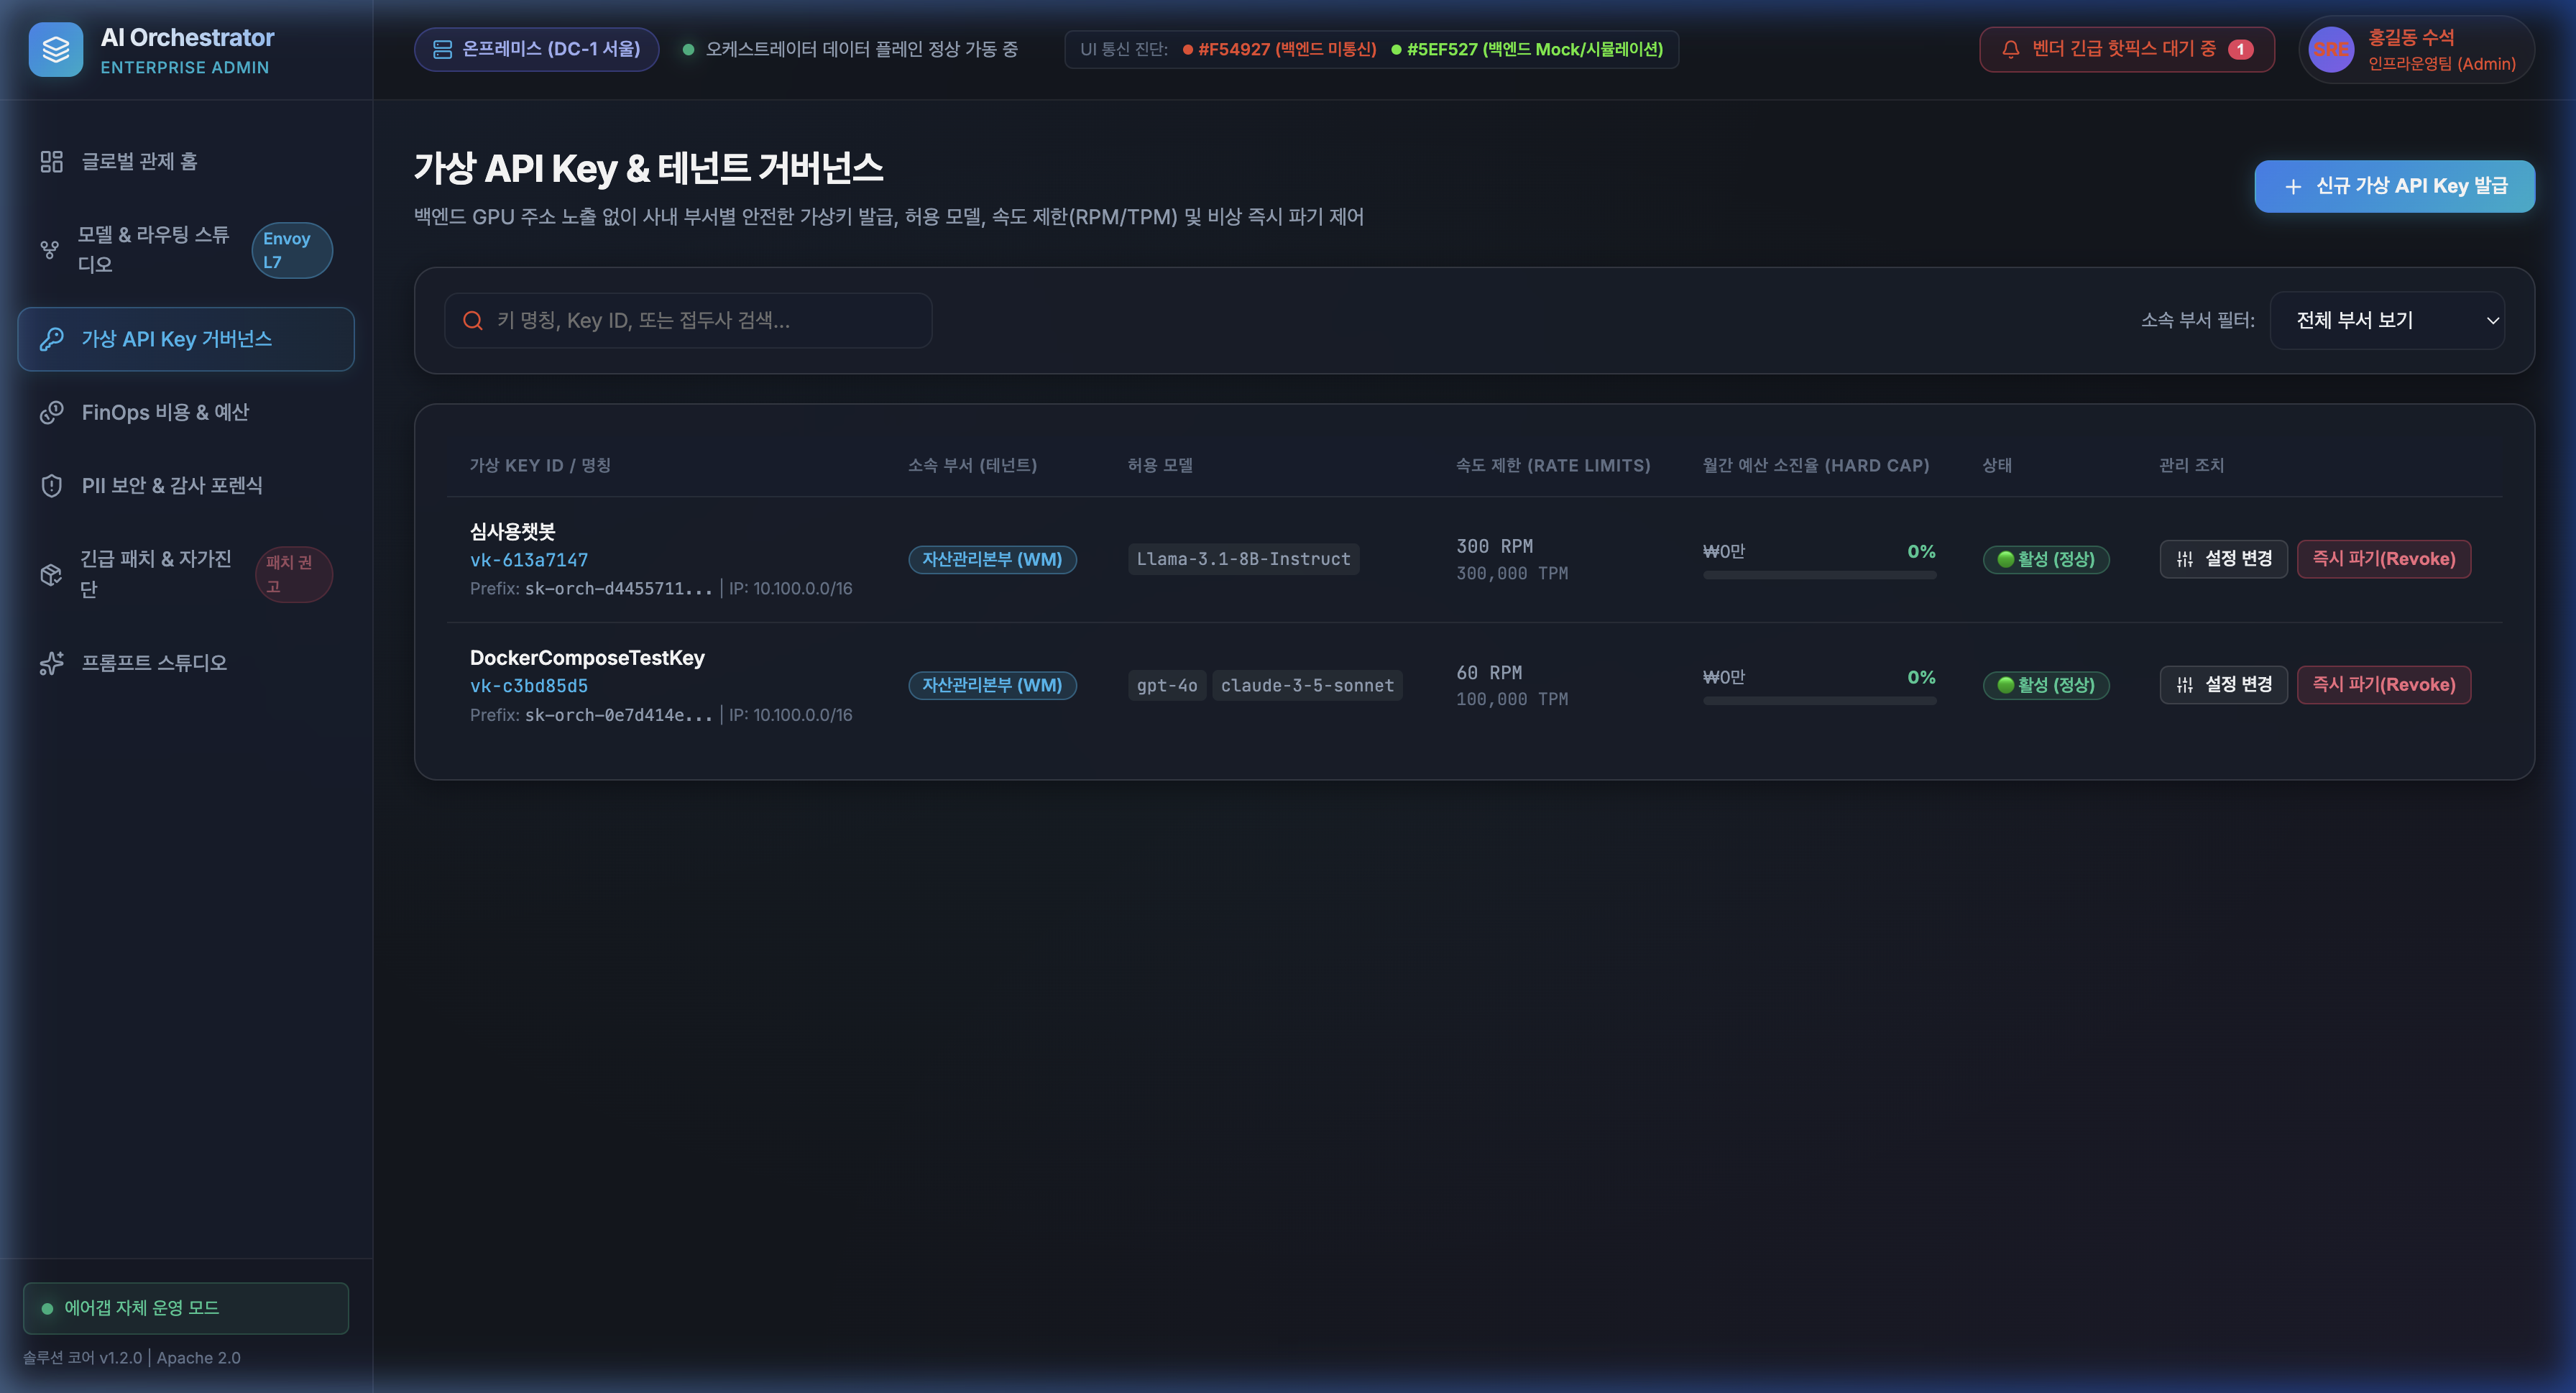 AI Orchestrator
ENTERPRISE ADMIN
온프레미스 (DC-1 서울)
오케스트레이터 데이터 플레인 정상 가동 중
UI 통신 진단: #F54927 (백엔드 미통신) #5EF527 (백엔드 Mock/시뮬레이션)
벤더 긴급 핫픽스 대기 중 1
SRE
홍길동 수석
인프라운영팀 (Admin)
글로벌 관제 홈
모델 & 라우팅 스튜
디오
Envoy
L7
가상 API Key 거버넌스
FinOps 비용 & 예산
PII 보안 & 감사 포렌식
긴급 패치 & 자가진
단
패치 권
고
프롬프트 스튜디오
에어갭 자체 운영 모드
솔루션 코어 v1.2.0 | Apache 2.0
가상 API Key & 테넌트 거버넌스
백엔드 GPU 주소 노출 없이 사내 부서별 안전한 가상키 발급, 허용 모델, 속도 제한(RPM/TPM) 및 비상 즉시 파기 제어
+ 신규 가상 API Key 발급
키 명칭, Key ID, 또는 접두사 검색...
소속 부서 필터:
전체 부서 보기
가상 KEY ID / 명칭
소속 부서 (테넌트)
허용 모델
속도 제한 (RATE LIMITS)
월간 예산 소진율 (HARD CAP)
상태
관리 조치
심사용챗봇
vk-613a7147
Prefix: sk-orch-d4455711... | IP: 10.100.0.0/16
자산관리본부 (WM)
Llama-3.1-8B-Instruct
300 RPM
300,000 TPM
₩0만
0%
활성 (정상)
설정 변경
즉시 파기(Revoke)
DockerComposeTestKey
vk-c3bd85d5
Prefix: sk-orch-0e7d414e... | IP: 10.100.0.0/16
자산관리본부 (WM)
gpt-4o
claude-3-5-sonnet
60 RPM
100,000 TPM
₩0만
0%
활성 (정상)
설정 변경
즉시 파기(Revoke)